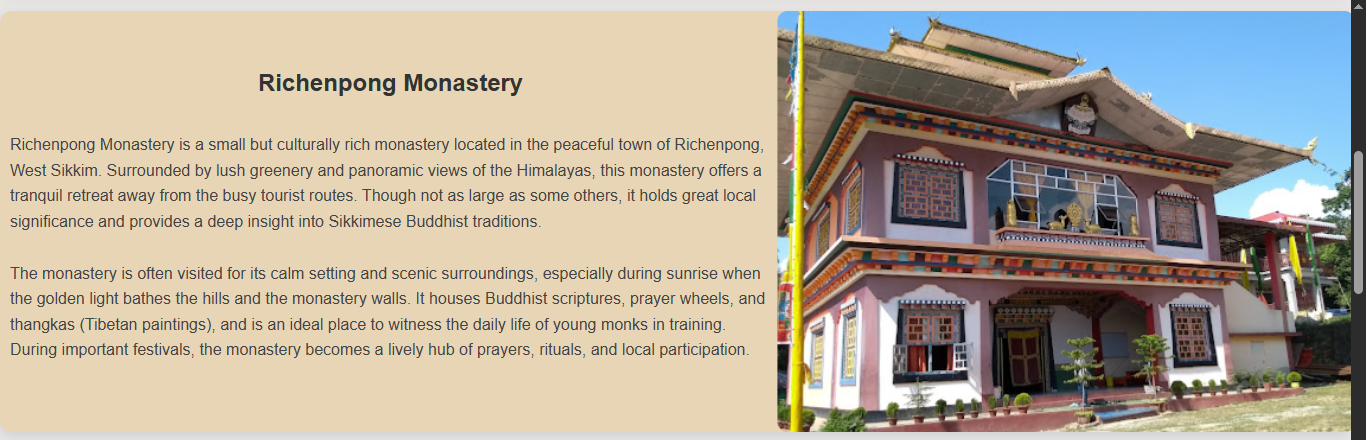 Richenpong Monastery
Richenpong Monastery is a small but culturally rich monastery located in the peaceful town of Richenpong,
West Sikkim. Surrounded by lush greenery and panoramic views of the Himalayas, this monastery offers a
tranquil retreat away from the busy tourist routes. Though not as large as some others, it holds great local
significance and provides a deep insight into Sikkimese Buddhist traditions.
The monastery is often visited for its calm setting and scenic surroundings, especially during sunrise when
the golden light bathes the hills and the monastery walls. It houses Buddhist scriptures, prayer wheels, and
thangkas (Tibetan paintings), and is an ideal place to witness the daily life of young monks in training.
During important festivals, the monastery becomes a lively hub of prayers, rituals, and local participation.